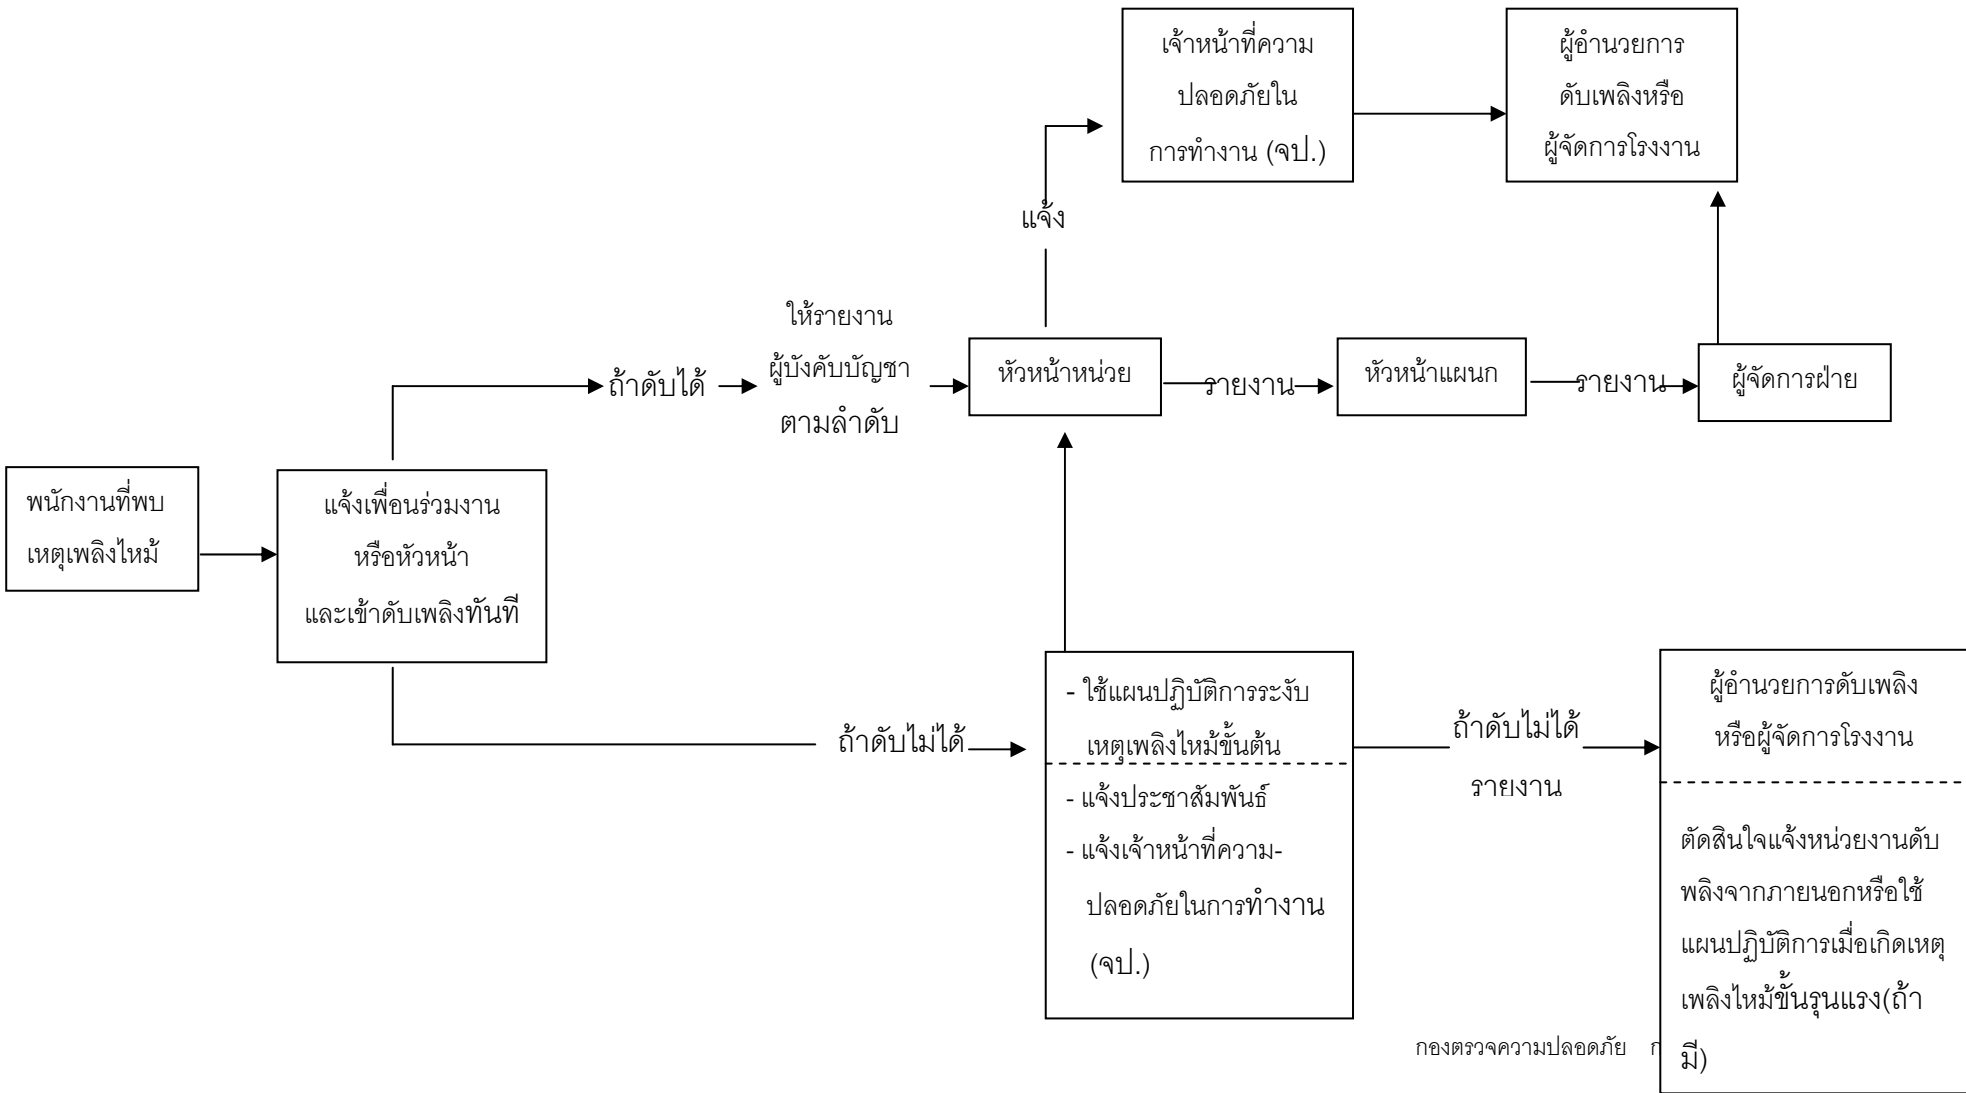 เจ้าหน้าที่ความ
ปลอดภัยใน
การทำงาน (จป.)
ผู้อำนวยการ
ดับเพลิงหรือ
ผู้จัดการโรงงาน
แจ้ง
ถ้าดับได้
ให้รายงาน
ผู้บังคับบัญชา
ตามลำดับ
หัวหน้าหน่วย
รายงาน
หัวหน้าแผนก
รายงาน
ผู้จัดการฝ่าย
พนักงานที่พบ
เหตุเพลิงไหม้
แจ้งเพื่อนร่วมงาน
หรือหัวหน้า
และเข้าดับเพลิงทันที
ถ้าดับไม่ได้
- ใช้แผนปฏิบัติการระงับ
เหตุเพลิงไหม้ขั้นต้น
- แจ้งประชาสัมพันธ์
- แจ้งเจ้าหน้าที่ความ-
ปลอดภัยในการทำงาน
(จป.)
ถ้าดับไม่ได้
รายงาน
ผู้อำนวยการดับเพลิง
หรือผู้จัดการโรงงาน
ตัดสินใจแจ้งหน่วยงานดับ
พลิงจากภายนอกหรือใช้
แผนปฏิบัติการเมื่อเกิดเหตุ
เพลิงไหม้ขั้นรุนแรง(ถ้า
มี)
กองตรวจความปลอดภัย